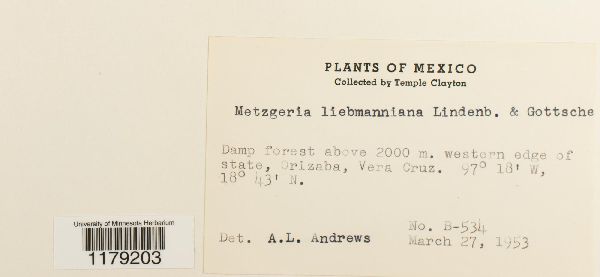 PLANTS OF MEXICO
Collected by Temple Clayton
Metzgeria liebmanniana Lindenb. & Gottsche
Damp forest above 2000 m. western edge of
state, Orizaba, Vera Cruz. 97° 18' W,
18° 43' N.
No. B-534
Det. A.L. Andrews March 27, 1953
University of Minnesota Herbarium
1179203